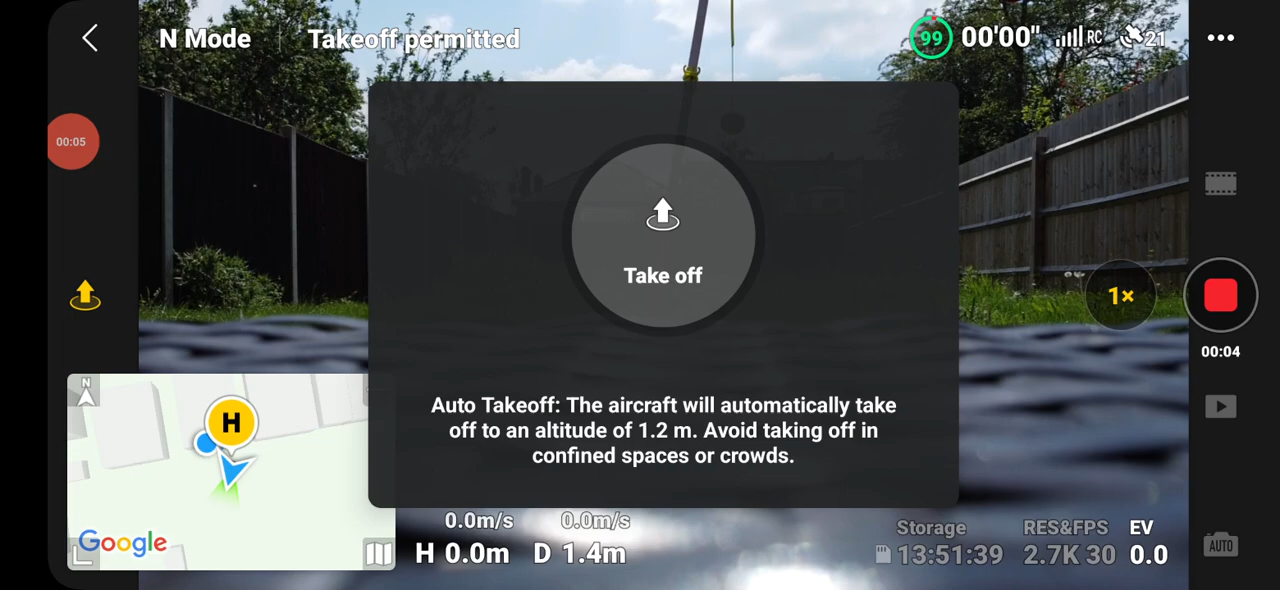 N Mode
Takeoff permitted
99
00'00"
RC
21
00:05
Take off
1×
00:04
N
H
Auto Takeoff: The aircraft will automatically take
off to an altitude of 1.2 m. Avoid taking off in
confined spaces or crowds.
Google
0.0m/s
0.0m/s
H 0.0m D 1.4m
Storage
RES&FPS
EV
13:51:39
2.7K 30
0.0
AUTO